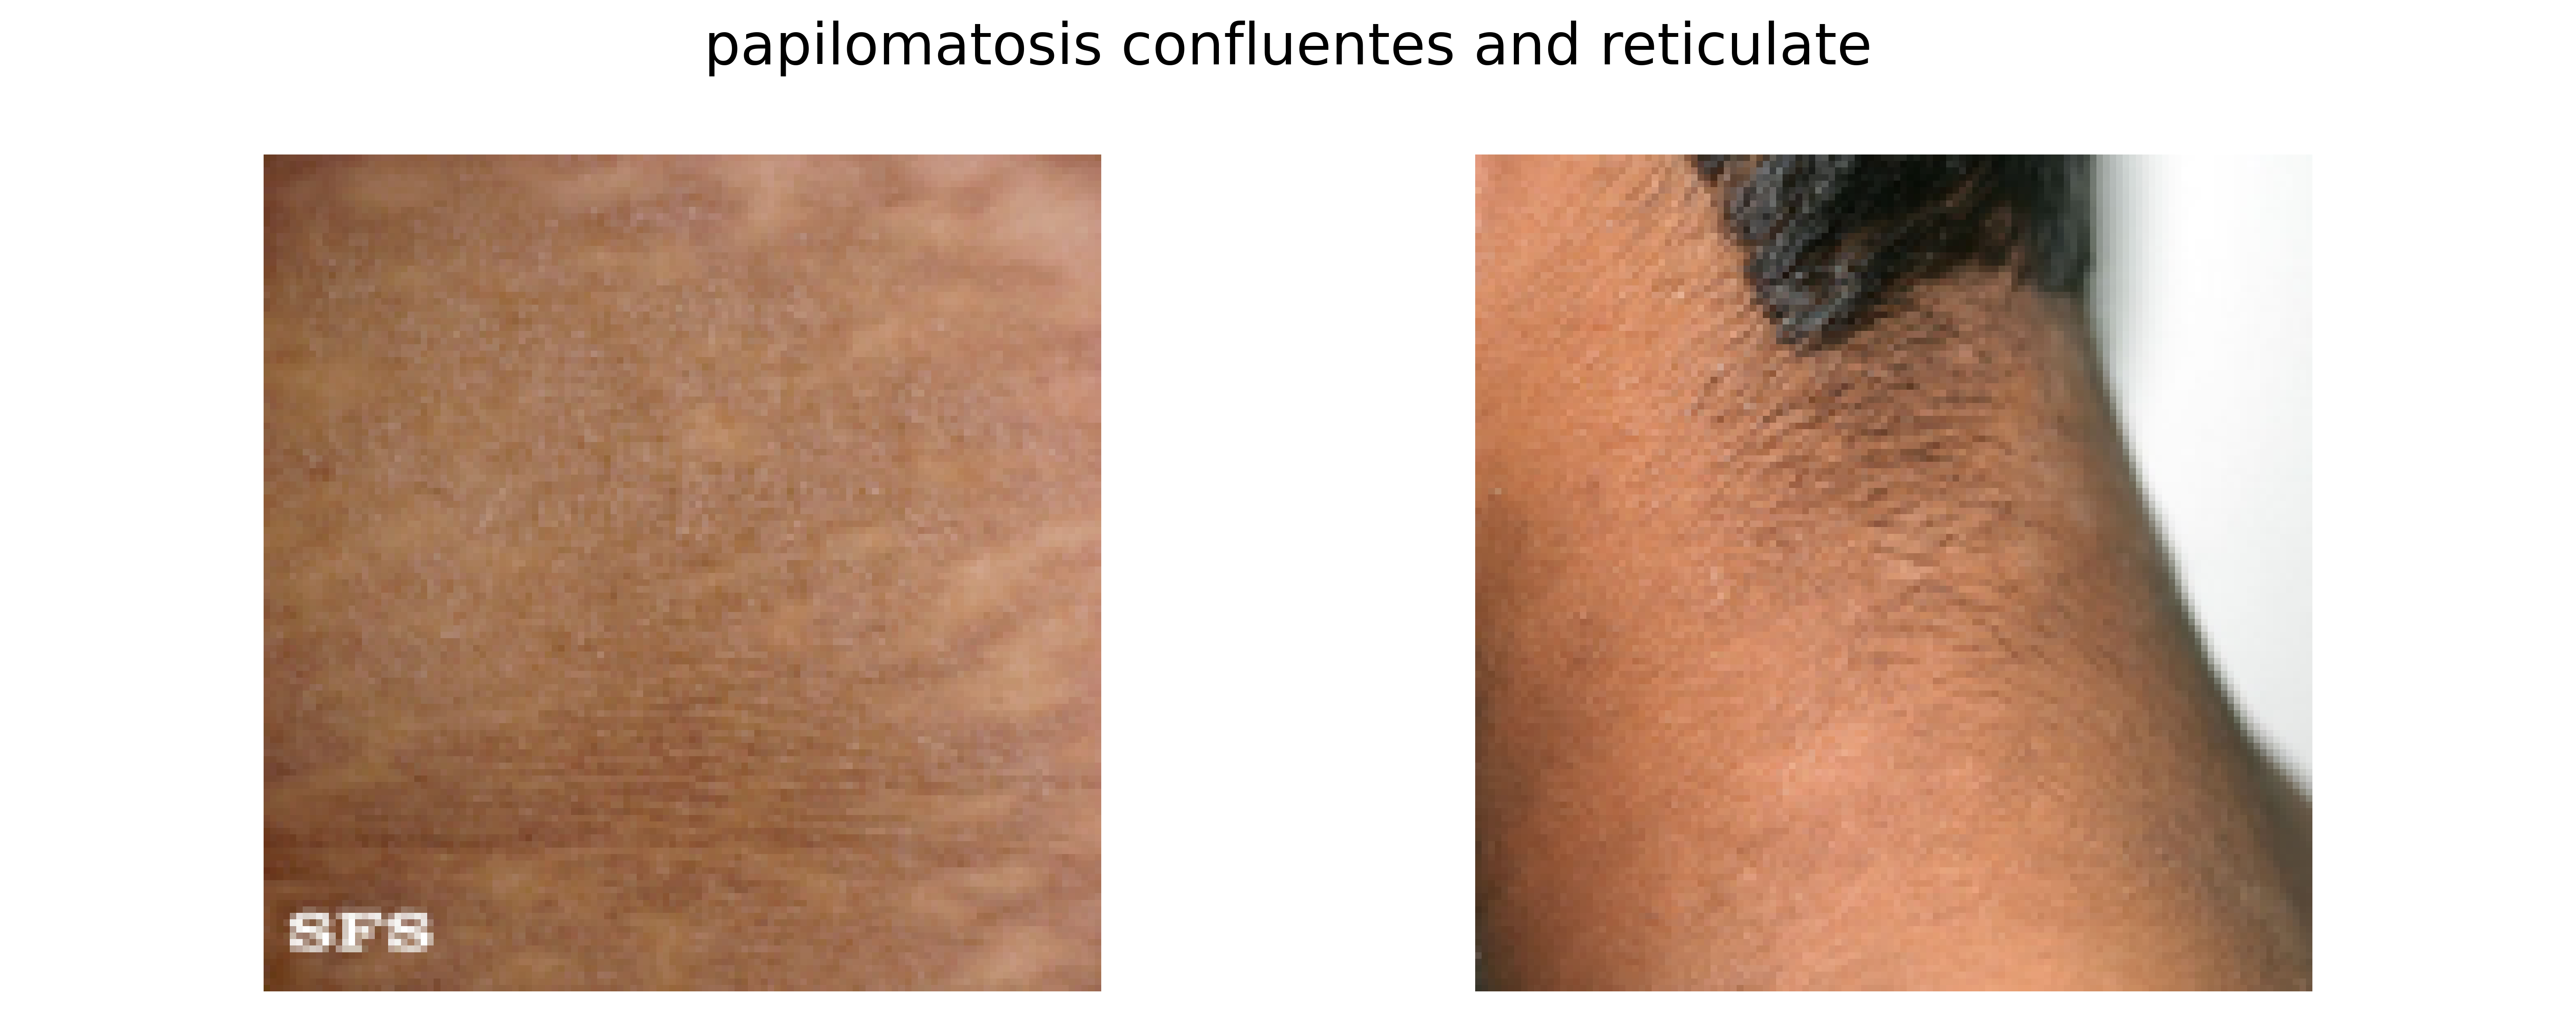 papilomatosis confluentes and reticulate
SFS